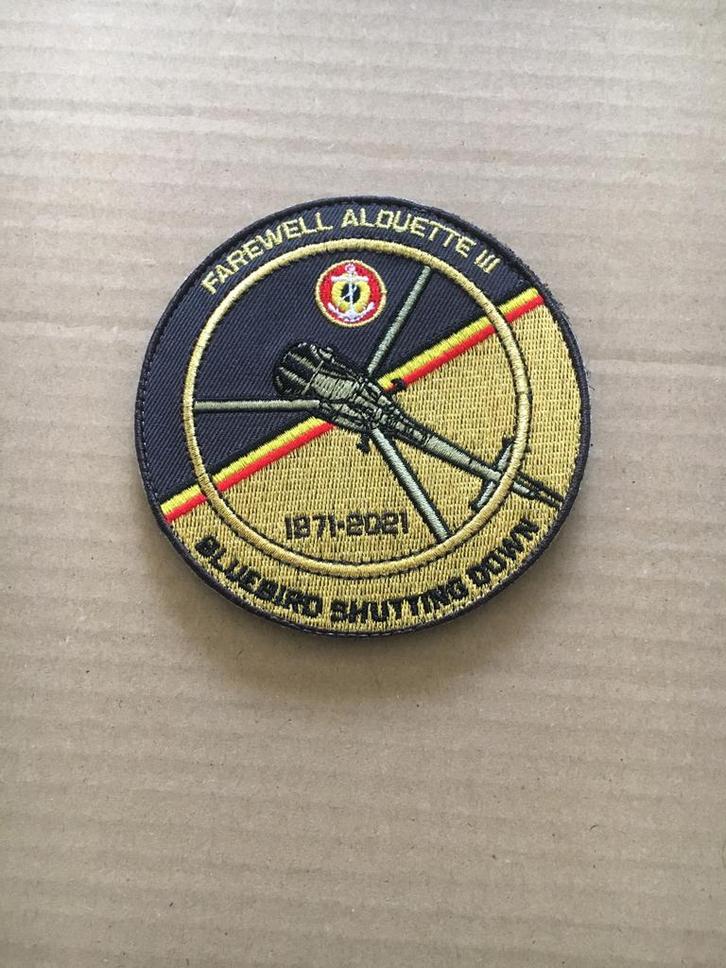 FAREWELL ALOUETTE III
1971-2021
BLUEBIRD SHUTTING DOWN